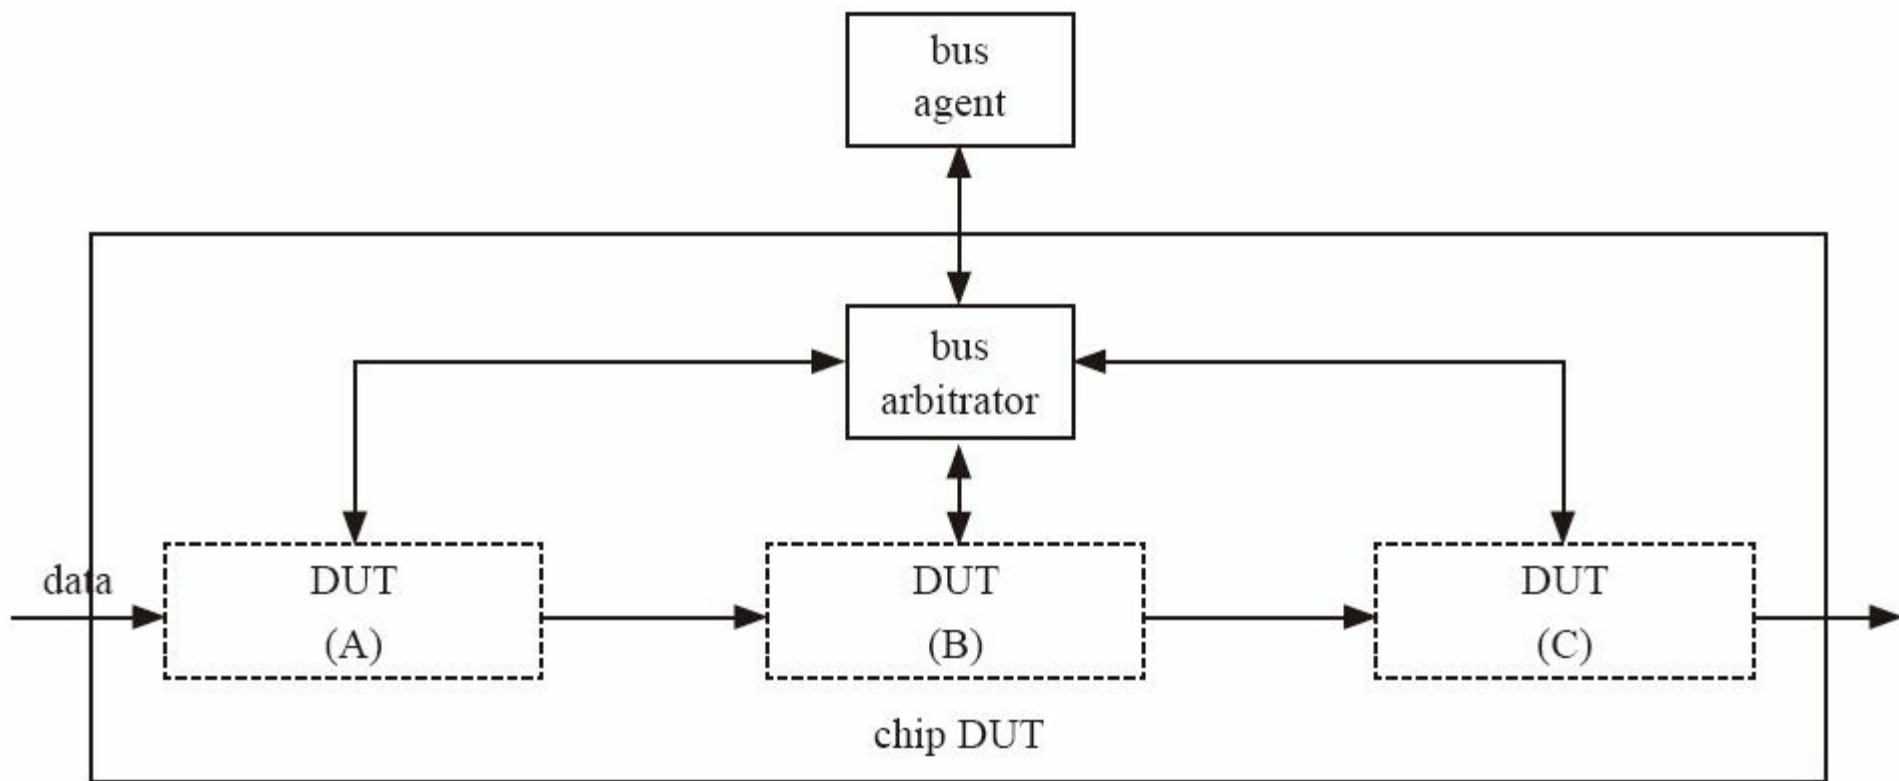 bus
agent
bus
arbitrator
data
DUT
(A)
DUT
(B)
DUT
(C)
chip DUT